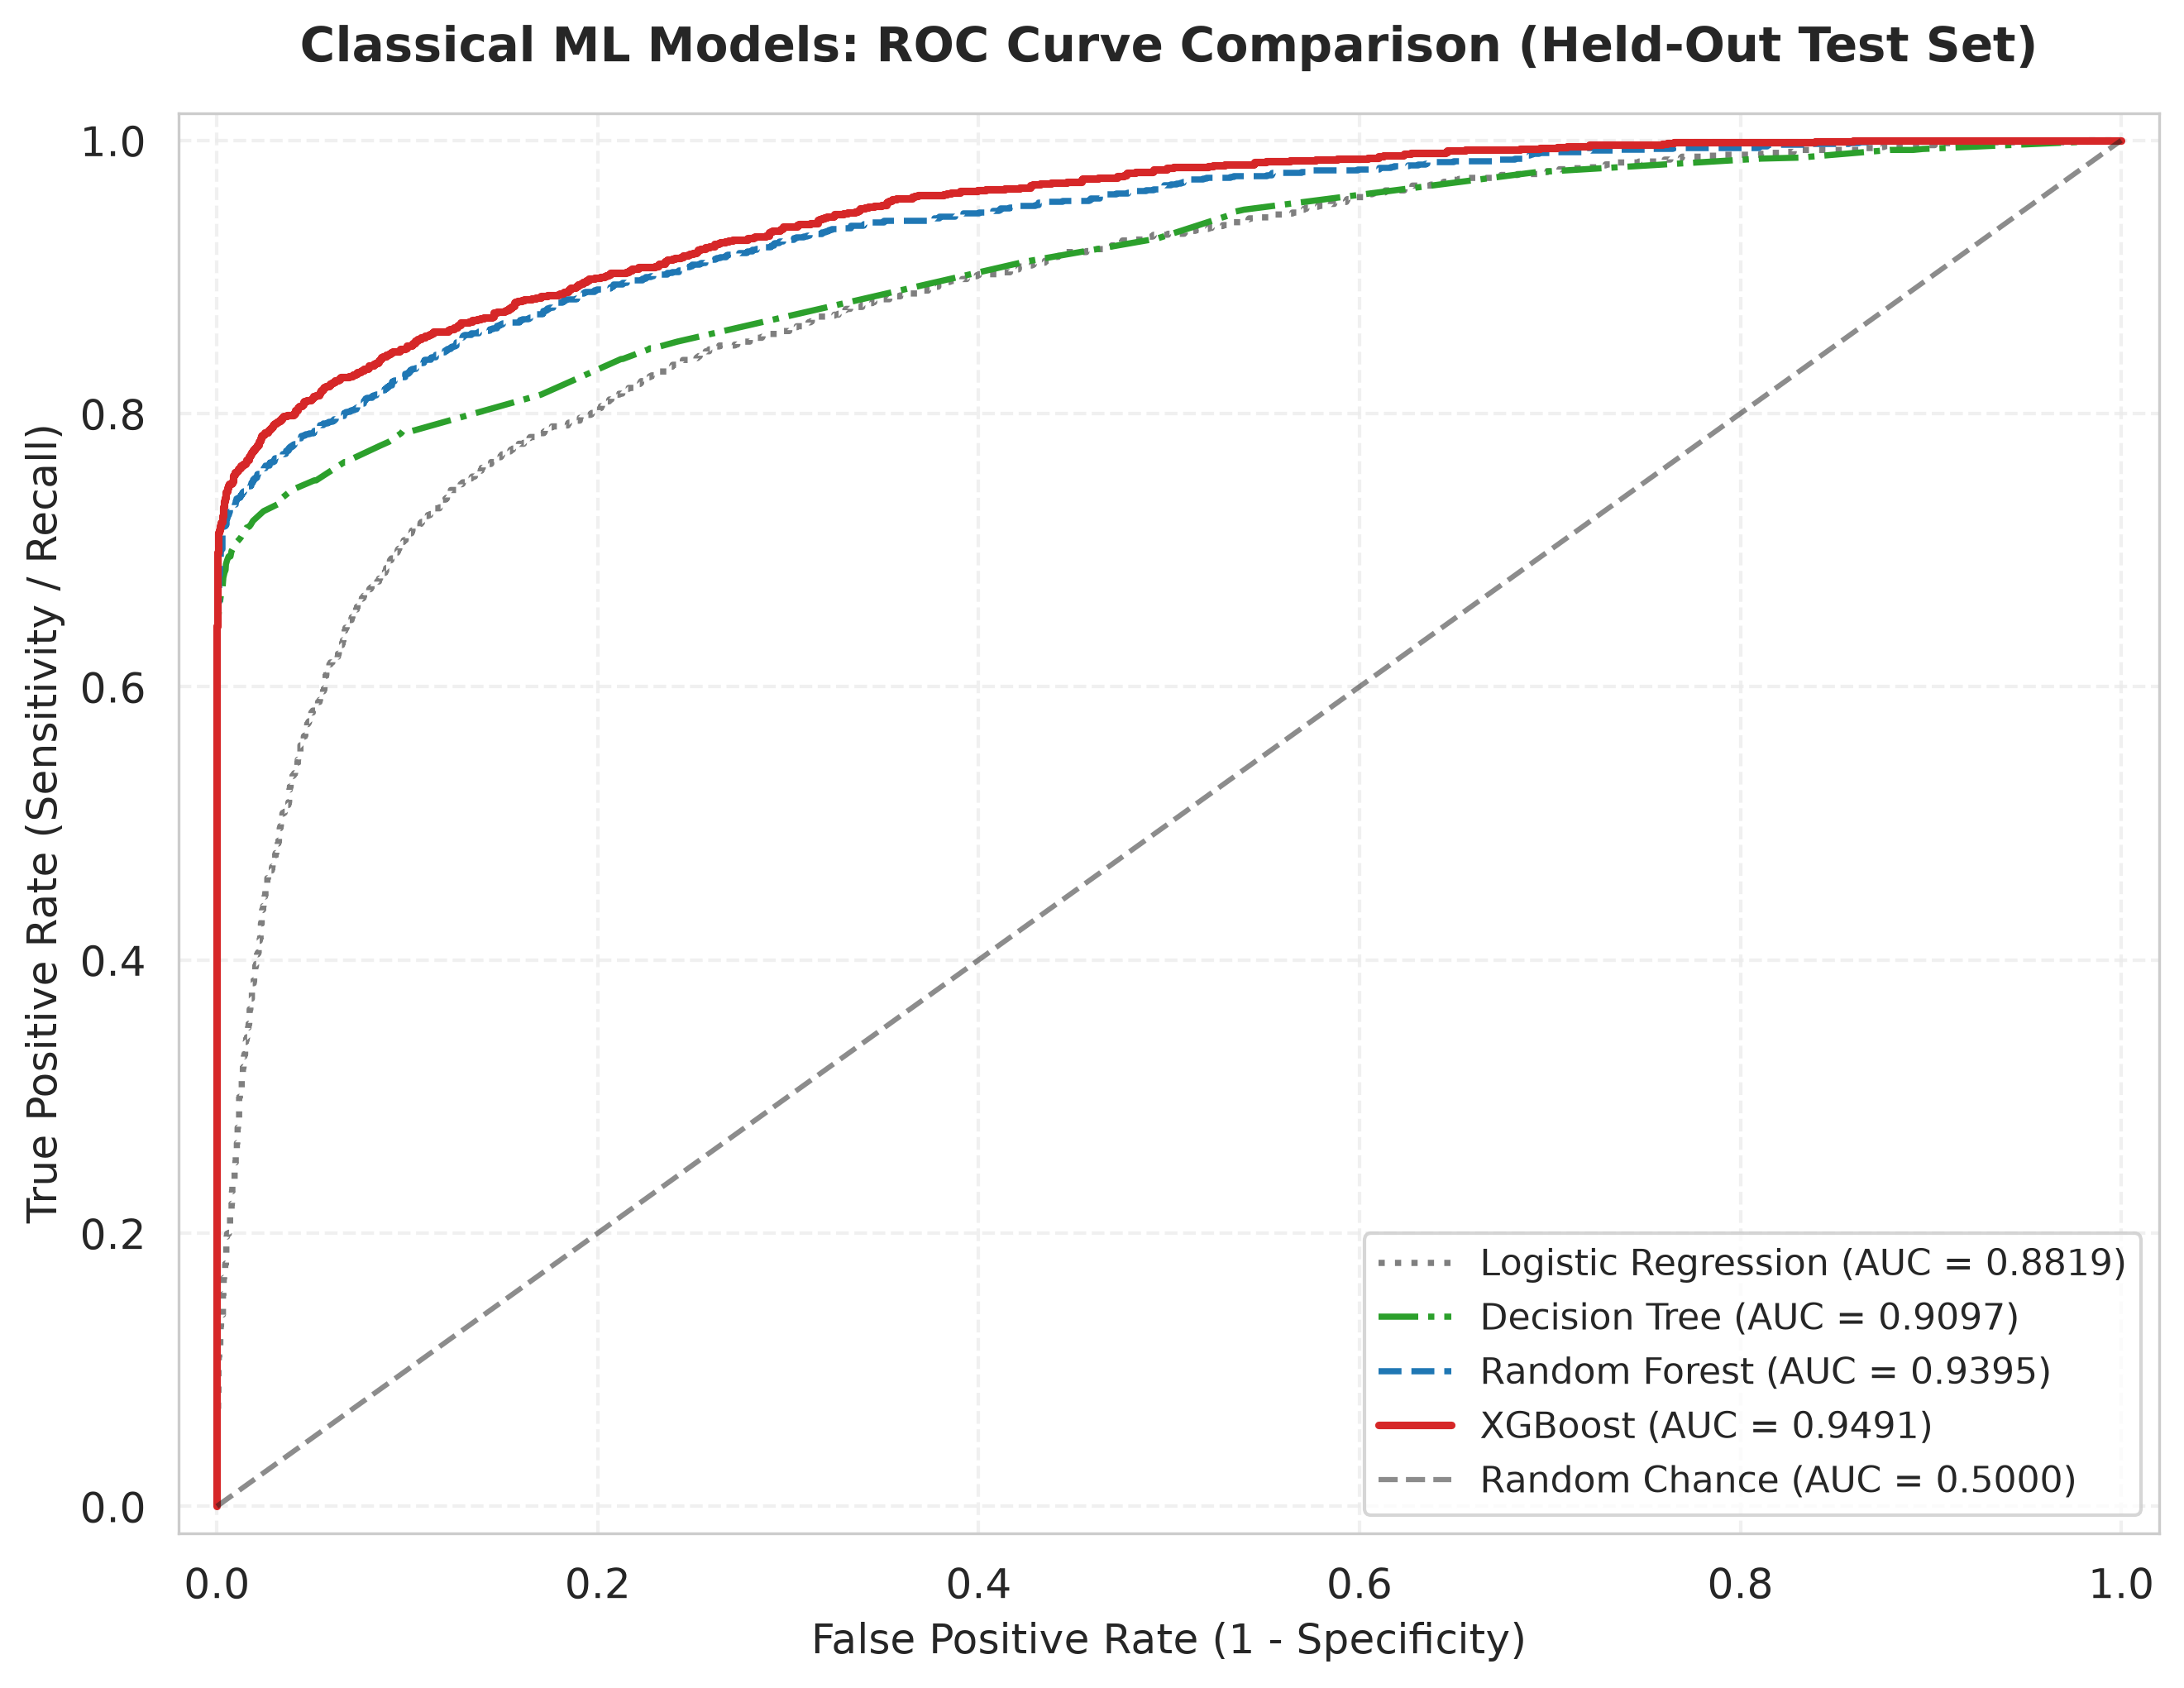 Classical ML Models: ROC Curve Comparison (Held-Out Test Set)
True Positive Rate (Sensitivity / Recall)
1.0
0.8
0.6
0.4
0.2
0.0
0.0 0.2 0.4 0.6 0.8 1.0
False Positive Rate (1 - Specificity)
Logistic Regression (AUC = 0.8819)
Decision Tree (AUC = 0.9097)
Random Forest (AUC = 0.9395)
XGBoost (AUC = 0.9491)
Random Chance (AUC = 0.5000)